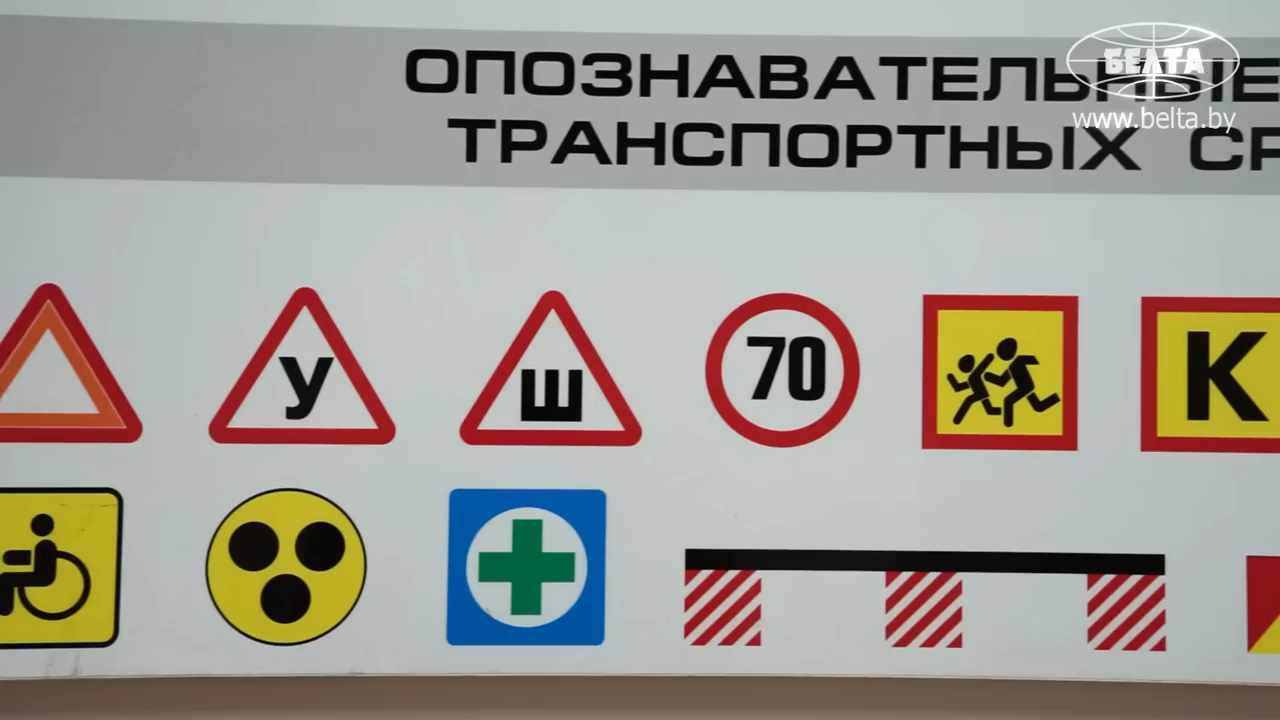 ОПОЗНАВАТЕЛЬНЫЕ
ТРАНСПОРТНЫХ СР
БЕЛТА
www.belta.by
У
Ш
70
К